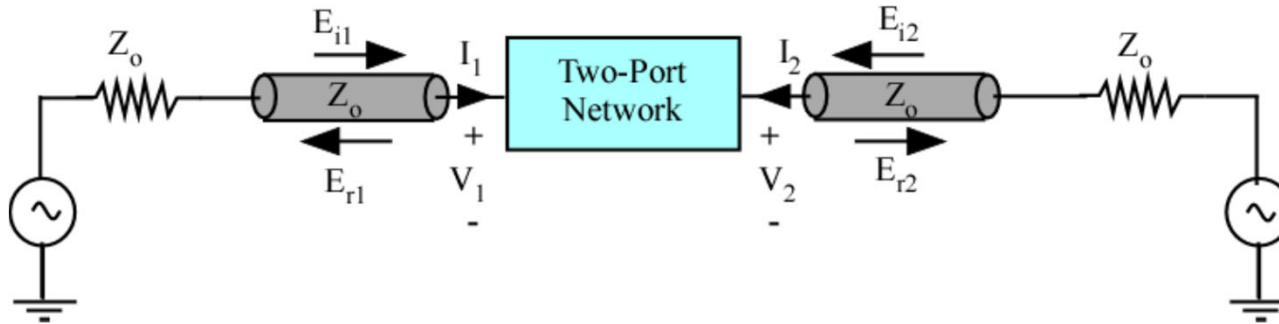 E_i1
E_i2
Z_o
I_1
Two-Port
Network
I_2
Z_o
Z_o
Z_o
+
+
E_r1
V_1
V_2
E_r2
-
-